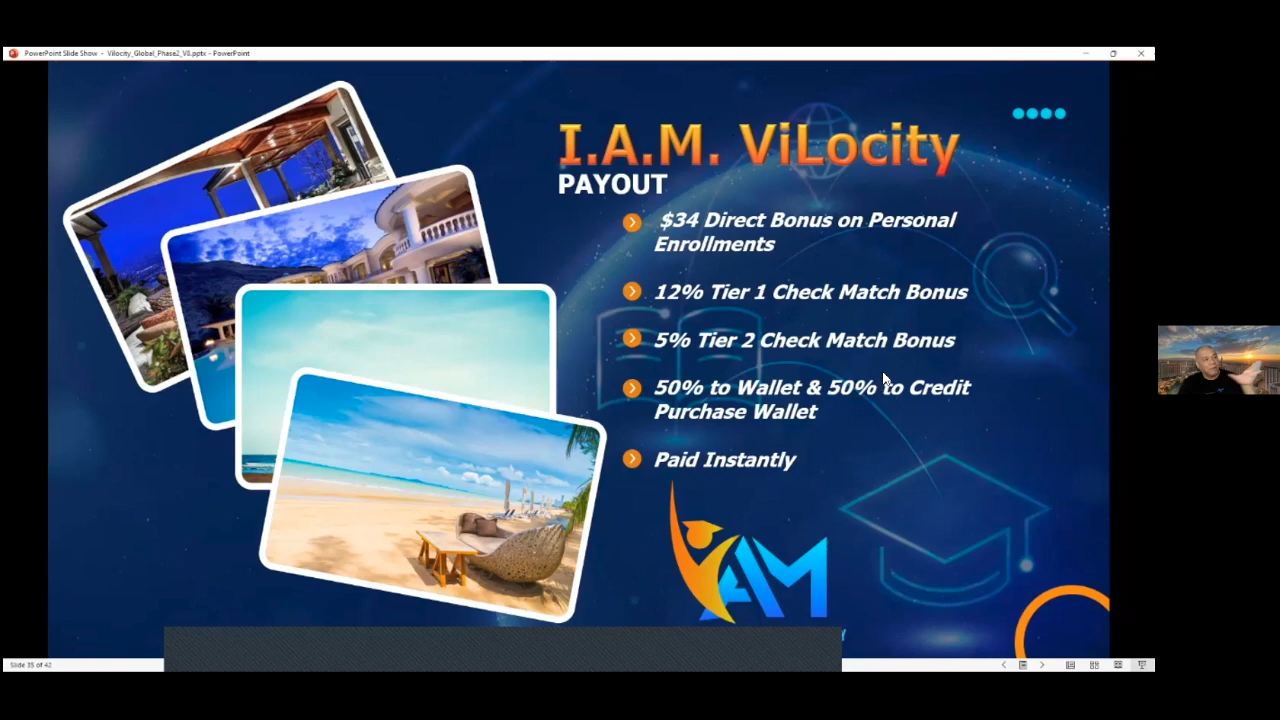 PowerPoint Slide Show - Vilocity_Global_Phase2_V8.pptx - PowerPoint
I.A.M. ViLocity
PAYOUT
$34 Direct Bonus on Personal
Enrollments
12% Tier 1 Check Match Bonus
5% Tier 2 Check Match Bonus
50% to Wallet & 50% to Credit
Purchase Wallet
Paid Instantly
AM
Slide 35 of 42